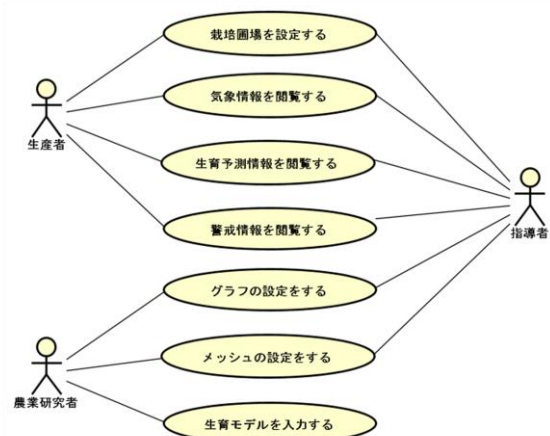 栽培圃場を設定する
気象情報を閲覧する
生産者
生育予測情報を閲覧する
警戒情報を閲覧する
指導者
グラフの設定をする
メッシュの設定をする
農業研究者
生育モデルを入力する